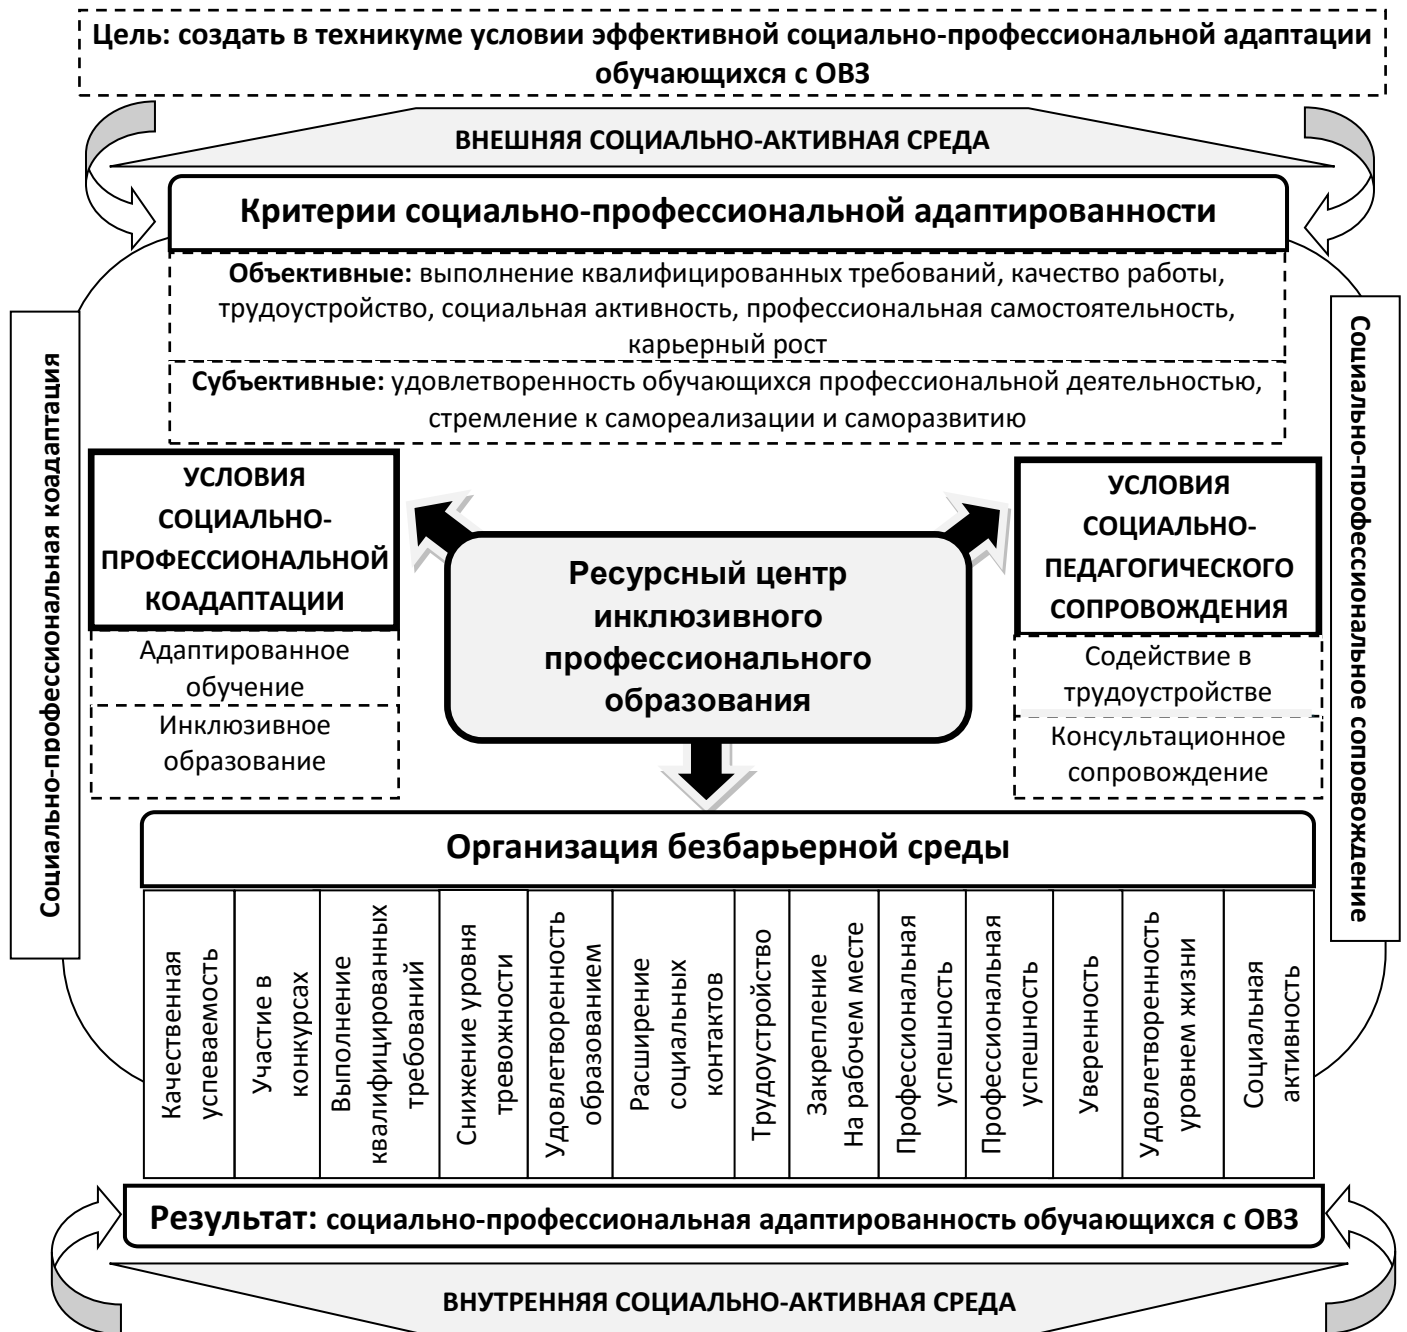 Цель: создать в техникуме условии эффективной социально-профессиональной адаптации
обучающихся с ОВЗ
ВНЕШНЯЯ СОЦИАЛЬНО-АКТИВНАЯ СРЕДА
Критерии социально-профессиональной адаптированности
Объективные: выполнение квалифицированных требований, качество работы,
трудоустройство, социальная активность, профессиональная самостоятельность,
карьерный рост
Субъективные: удовлетворенность обучающихся профессиональной деятельностью,
стремление к самореализации и саморазвитию
Социально-профессиональная коадаптация
УСЛОВИЯ
СОЦИАЛЬНО-
ПРОФЕССИОНАЛЬНОЙ
КОАДАПТАЦИИ
Адаптированное
обучение
Инклюзивное
образование
Ресурсный центр
инклюзивного
профессионального
образования
УСЛОВИЯ
СОЦИАЛЬНО-
ПЕДАГОГИЧЕСКОГО
СОПРОВОЖДЕНИЯ
Содействие в
трудоустройстве
Консультационное
сопровождение
Социально-профессиональное сопровождение
Организация безбарьерной среды
Качественная
успеваемость
Участие в
конкурсах
Выполнение
квалифицированных
требований
Снижение уровня
тревожности
Удовлетворенность
образованием
Расширение
социальных
контактов
Трудоустройство
Закрепление
На рабочем месте
Профессиональная
успешность
Профессиональная
успешность
Уверенность
Удовлетворенность
уровнем жизни
Социальная
активность
Результат: социально-профессиональная адаптированность обучающихся с ОВЗ
ВНУТРЕННЯЯ СОЦИАЛЬНО-АКТИВНАЯ СРЕДА